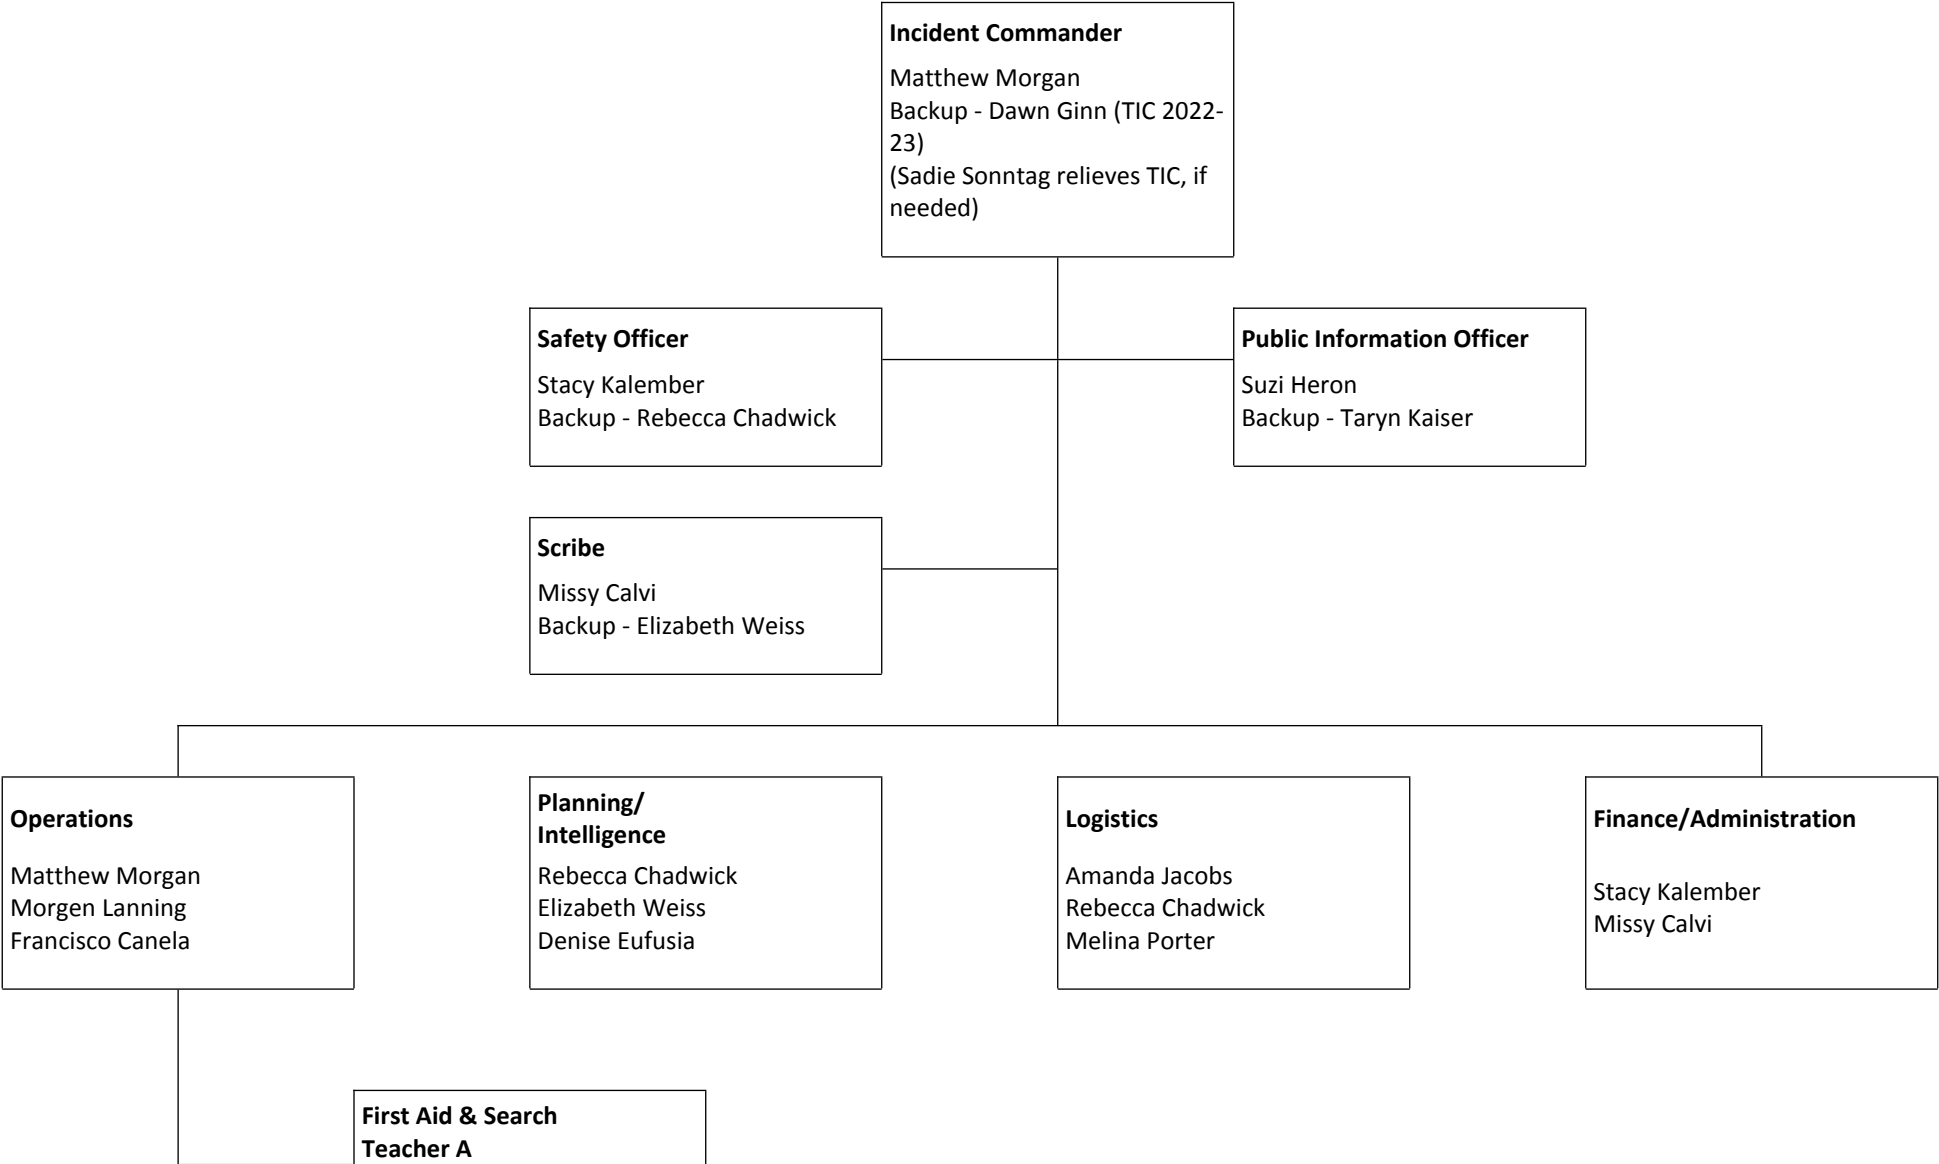 Incident Commander
Matthew Morgan
Backup - Dawn Ginn (TIC 2022-
23)
(Sadie Sonntag relieves TIC, if
needed)
Safety Officer
Stacy Kalember
Backup - Rebecca Chadwick
Public Information Officer
Suzi Heron
Backup - Taryn Kaiser
Scribe
Missy Calvi
Backup - Elizabeth Weiss
Operations
Matthew Morgan
Morgen Lanning
Francisco Canela
Planning/
Intelligence
Rebecca Chadwick
Elizabeth Weiss
Denise Eufusia
Logistics
Amanda Jacobs
Rebecca Chadwick
Melina Porter
Finance/Administration
Stacy Kalember
Missy Calvi
First Aid & Search
Teacher A